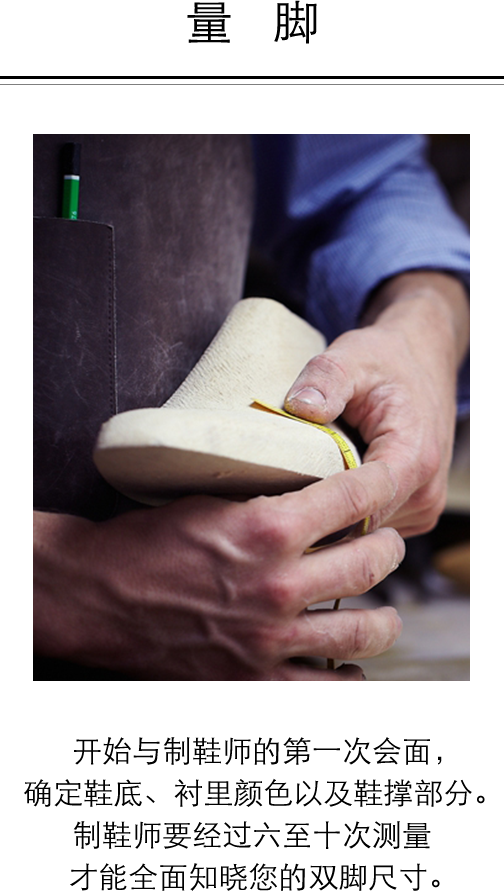 量 脚
开始与制鞋师的第一次会面，
确定鞋底、衬里颜色以及鞋撑部分。
制鞋师要经过六至十次测量
才能全面知晓您的双脚尺寸。